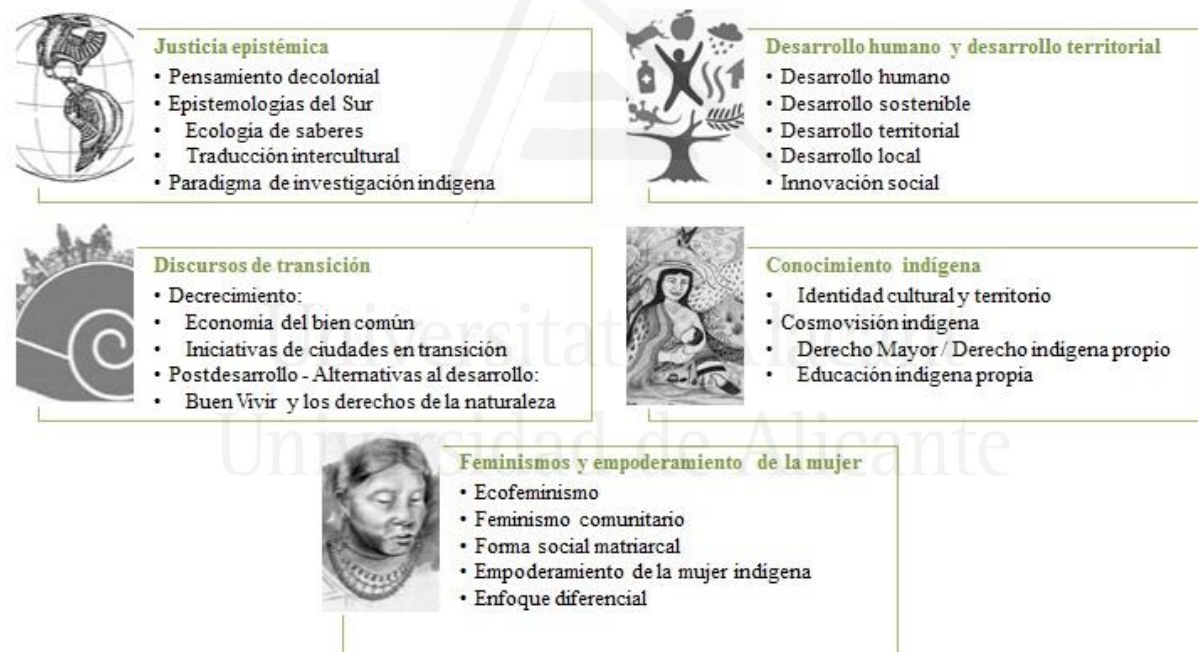 Justicia epistémica
• Pensamiento decolonial
• Epistemologías del Sur
• Ecología de saberes
• Traducción intercultural
• Paradigma de investigación indígena
Desarrollo humano y desarrollo territorial
• Desarrollo humano
• Desarrollo sostenible
• Desarrollo territorial
• Desarrollo local
• Innovación social
Discursos de transición
• Decrecimiento:
• Economía del bien común
• Iniciativas de ciudades en transición
• Postdesarrollo - Alternativas al desarrollo:
• Buen Vivir y los derechos de la naturaleza
Conocimiento indígena
• Identidad cultural y territorio
• Cosmovisión indígena
• Derecho Mayor / Derecho indígena propio
• Educación indígena propia
Feminismos y empoderamiento de la mujer
• Ecofeminismo
• Feminismo comunitario
• Forma social matriarcal
• Empoderamiento de la mujer indígena
• Enfoque diferencial
Universitat d'Alacant
Universidad de Alicante